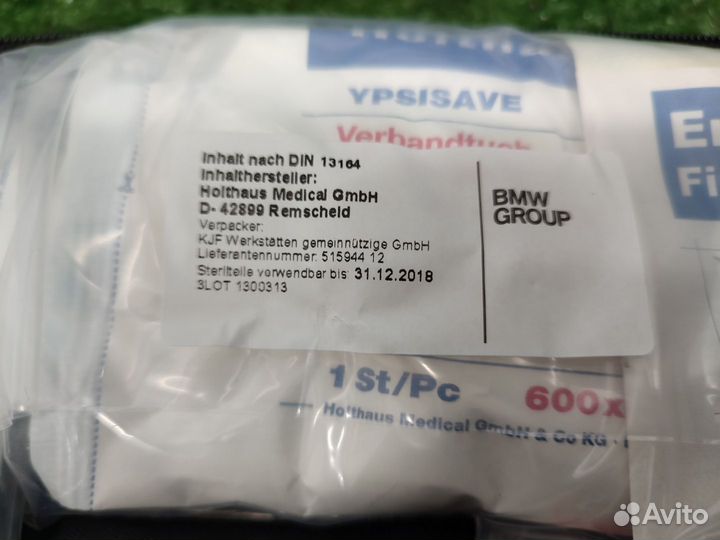 YPSISAVE
Verbandtuch
Inhalt nach DIN 13164
Inhalthersteller:
Holthaus Medical GmbH
D- 42899 Remscheid
Verpacker:
KJF Werkstätten gemeinnützige GmbH
Lieferantennummer: 515944 12
Sterilteile verwendbar bis: 31.12.2018
3LOT 1300313
BMW
GROUP
1 St/Pc 600x
Holthaus Medical GmbH & Co KG ·
Avito